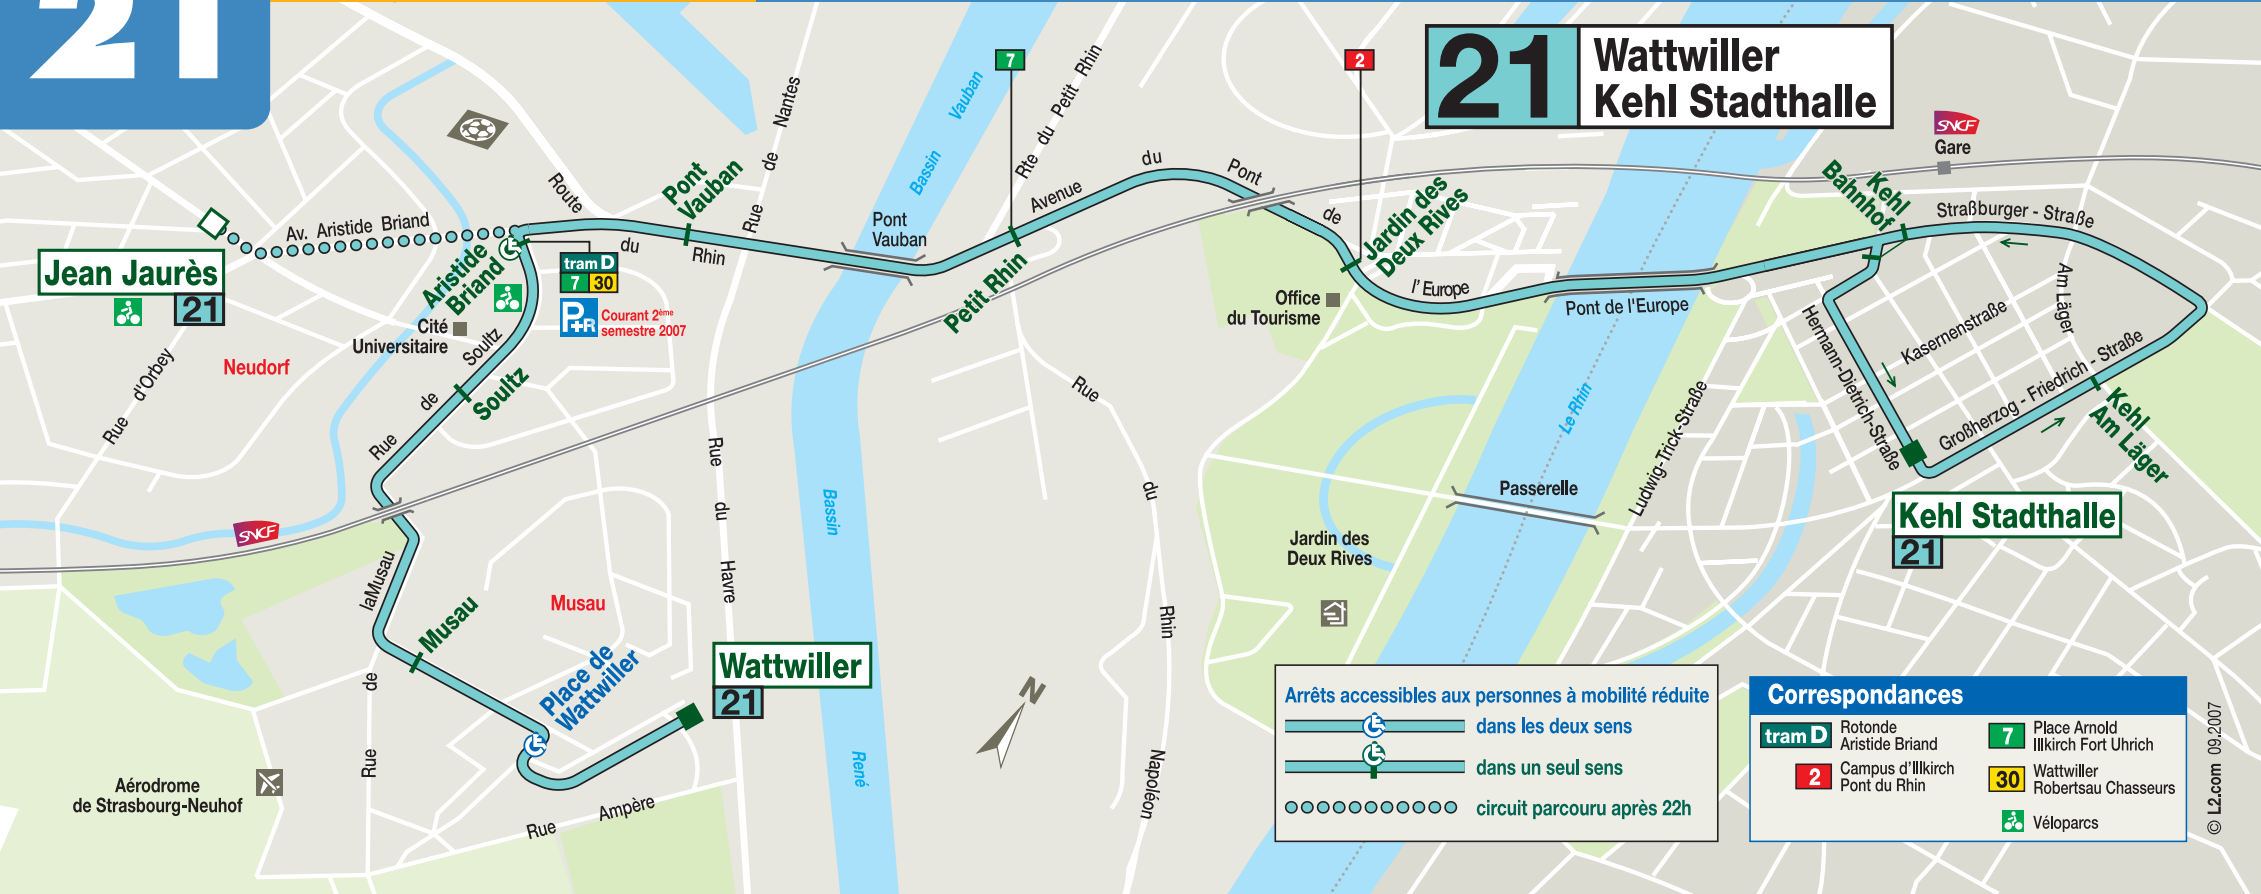 21
21
Wattwiller
Kehl Stadthalle
7
2
SNCF
Gare
Bassin Vauban
Rte du Petit Rhin
Rue de Nantes
Route du Rhin
Pont
Vauban
Pont
Vauban
Avenue du Pont de l'Europe
Av. Aristide Briand
Jean Jaurès
21
Aristide
Briand
tram D
7 30
P+R
Courant 2ème
semestre 2007
Cité
Universitaire
Neudorf
Rue d'Orbey
Rue de Soultz
Soultz
Petit Rhin
Jardin des
Deux Rives
Office
du Tourisme
Pont de l'Europe
Kehl
Bahnhof
Straßburger - Straße
Am Läger
Kasernenstraße
Hermann-Dietrich-Straße
Großherzog - Friedrich - Straße
Kehl
Am Läger
Kehl Stadthalle
21
Le Rhin
Ludwig-Trick-Straße
Passerelle
Jardin des
Deux Rives
Rue du Rhin Napoléon
Rue du Havre
Bassin René
SNCF
Rue de laMusau
Musau
Musau
Place de
Wattwiller
Wattwiller
21
Rue Ampère
Aérodrome
de Strasbourg-Neuhof
N
Arrêts accessibles aux personnes à mobilité réduite
dans les deux sens
dans un seul sens
circuit parcouru après 22h
Correspondances
tram D
Rotonde
Aristide Briand
2
Campus d'Illkirch
Pont du Rhin
7
Place Arnold
Illkirch Fort Uhrich
30
Wattwiller
Robertsau Chasseurs
Véloparcs
© L2.com 09.2007